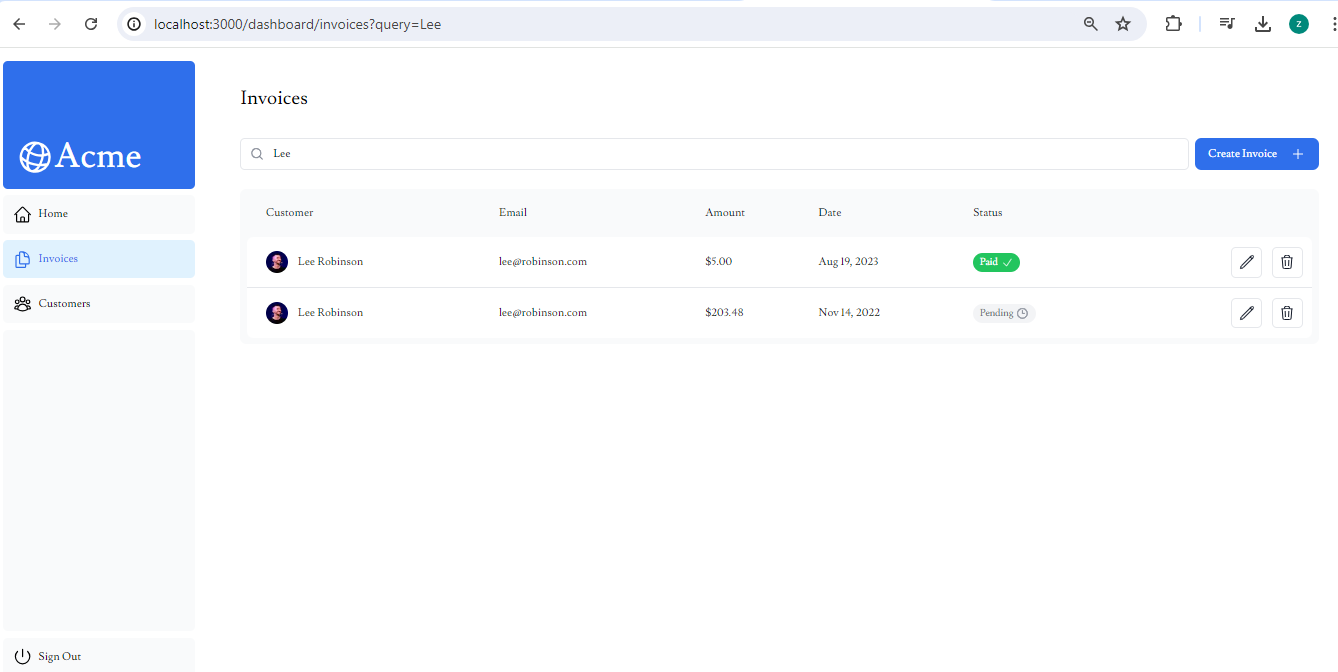 localhost:3000/dashboard/invoices?query=Lee
Z
Acme
Home
Invoices
Customers
Sign Out
Invoices
Lee
Create Invoice +
Customer Email Amount Date Status
Lee Robinson lee@robinson.com $5.00 Aug 19, 2023 Paid
Lee Robinson lee@robinson.com $203.48 Nov 14, 2022 Pending